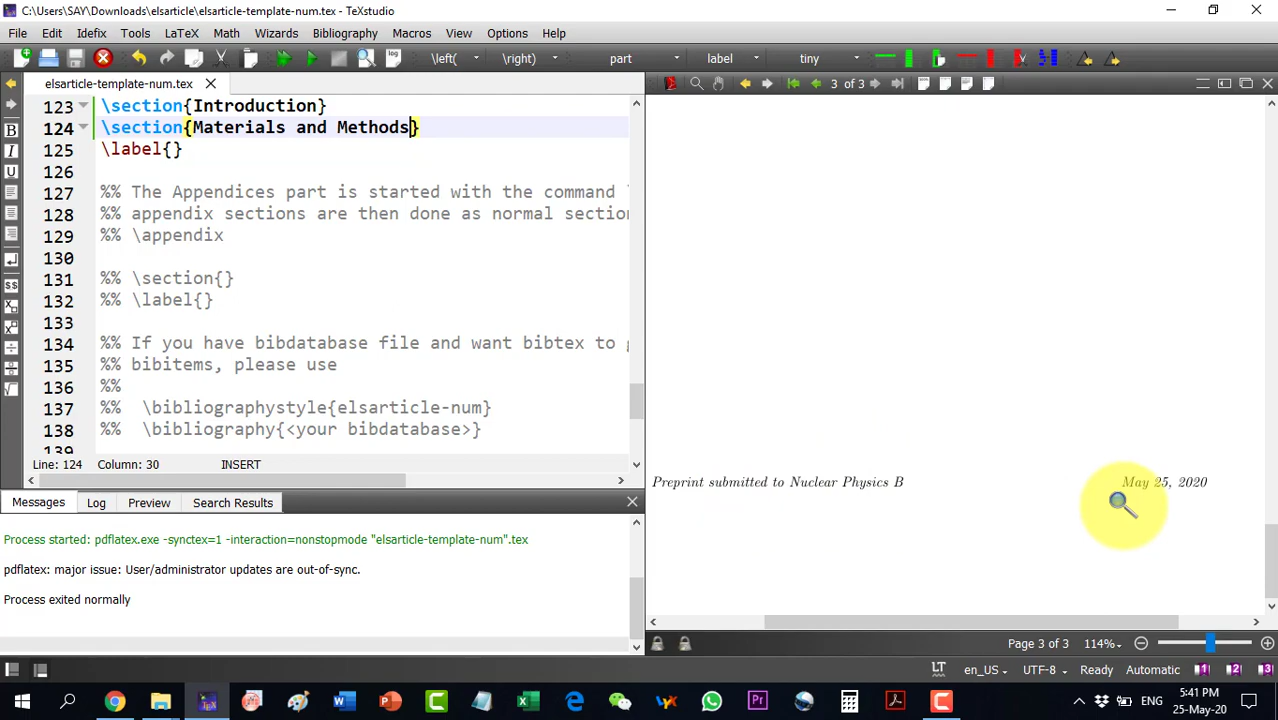 C:\Users\SAY\Downloads\elsarticle\elsarticle-template-num.tex - TeXstudio
File Edit Idefix Tools LaTeX Math Wizards Bibliography Macros View Options Help
\left( \right) part label tiny
elsarticle-template-num.tex
3 of 3
123 \section{Introduction}
124 \section{Materials and Methods}
125 \label{}
126
127 %% The Appendices part is started with the command
128 %% appendix sections are then done as normal section
129 %% \appendix
130
131 %% \section{}
132 %% \label{}
133
134 %% If you have bibdatabase file and want bibtex to
135 %% bibitems, please use
136 %%
137 %%  \bibliographystyle{elsarticle-num}
138 %%  \bibliography{<your bibdatabase>}
139
Line: 124 Column: 30 INSERT
Preprint submitted to Nuclear Physics B May 25, 2020
Messages Log Preview Search Results
Process started: pdflatex.exe -synctex=1 -interaction=nonstopmode "elsarticle-template-num".tex
pdflatex: major issue: User/administrator updates are out-of-sync.
Process exited normally
Page 3 of 3 114%
LT en_US UTF-8 Ready Automatic 1 2 3
ENG
5:41 PM
25-May-20